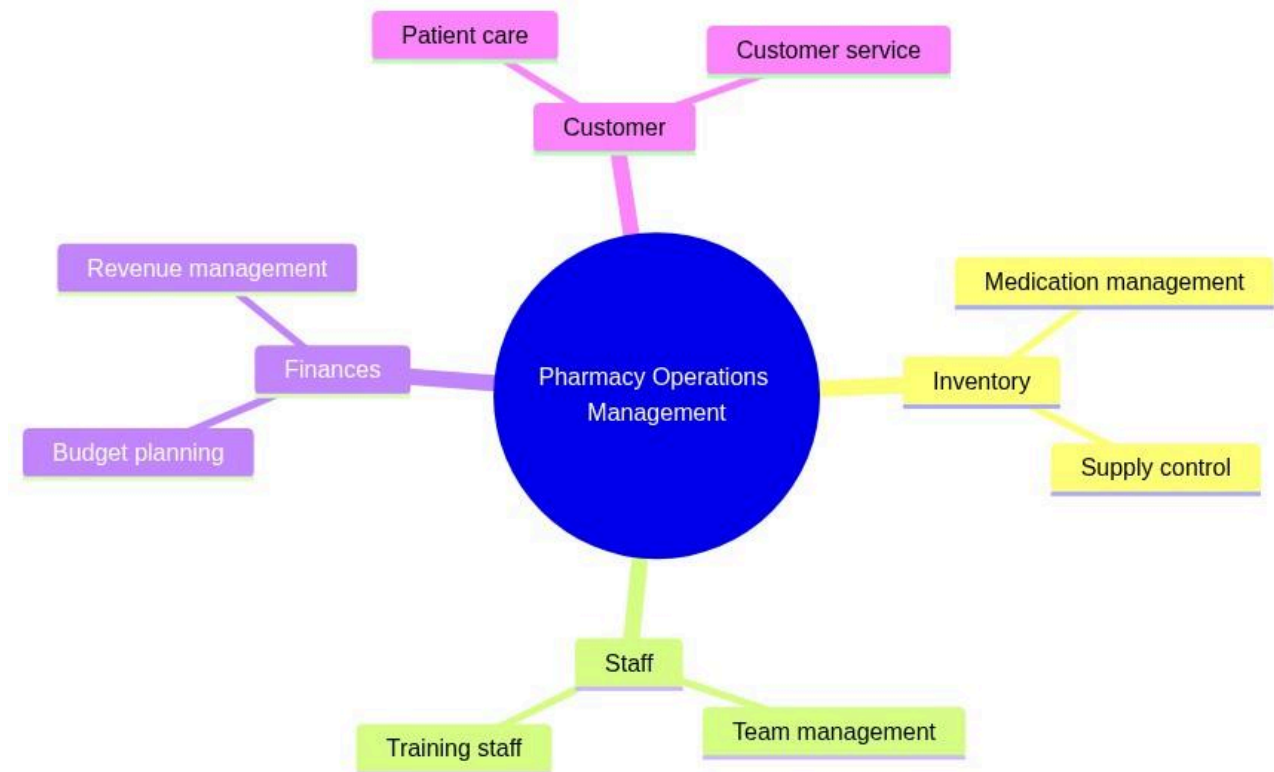 Patient care
Customer service
Customer
Revenue management
Medication management
Finances
Pharmacy Operations
Management
Inventory
Budget planning
Supply control
Staff
Training staff
Team management